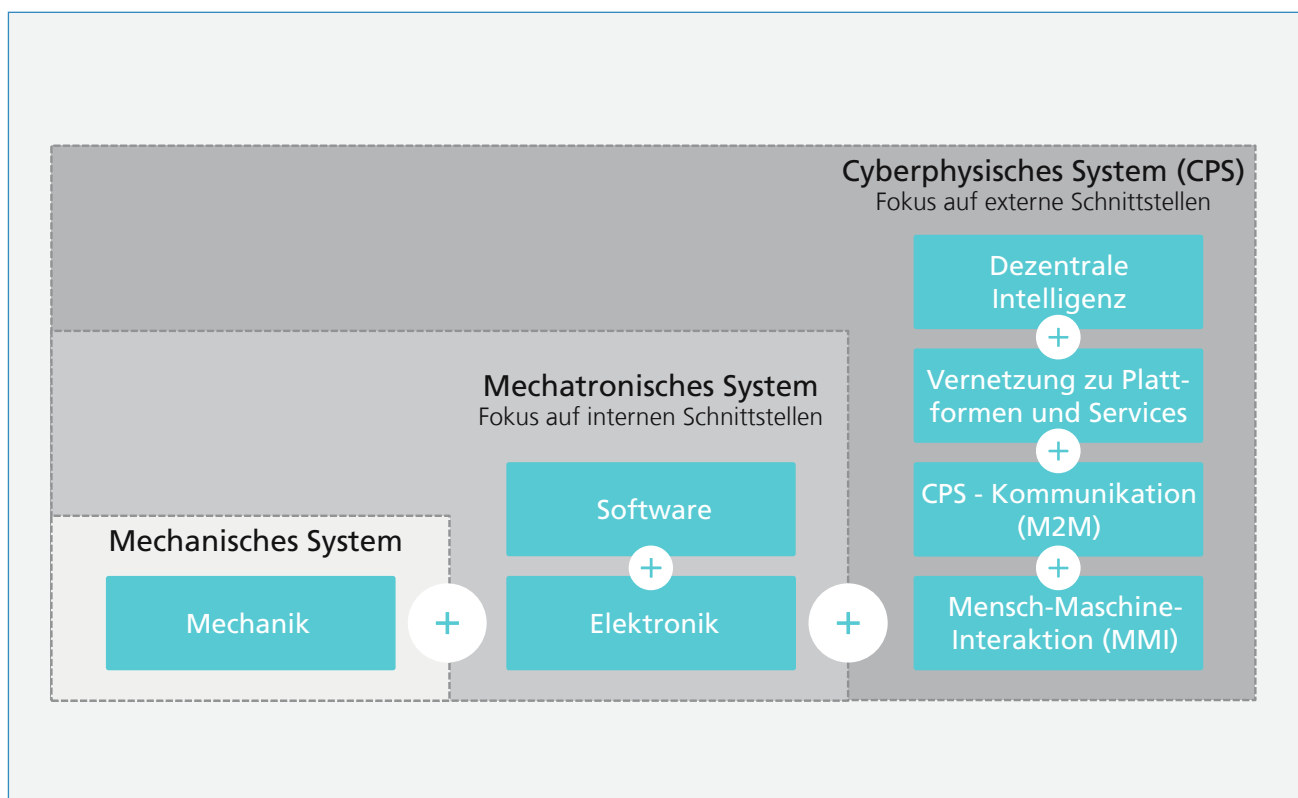 Cyberphysisches System (CPS)
Fokus auf externe Schnittstellen
Dezentrale
Intelligenz
+
Vernetzung zu Platt-
formen und Services
+
CPS - Kommunikation
(M2M)
+
Mensch-Maschine-
Interaktion (MMI)
Mechatronisches System
Fokus auf internen Schnittstellen
Software
+
Elektronik
+
Mechanisches System
Mechanik
+